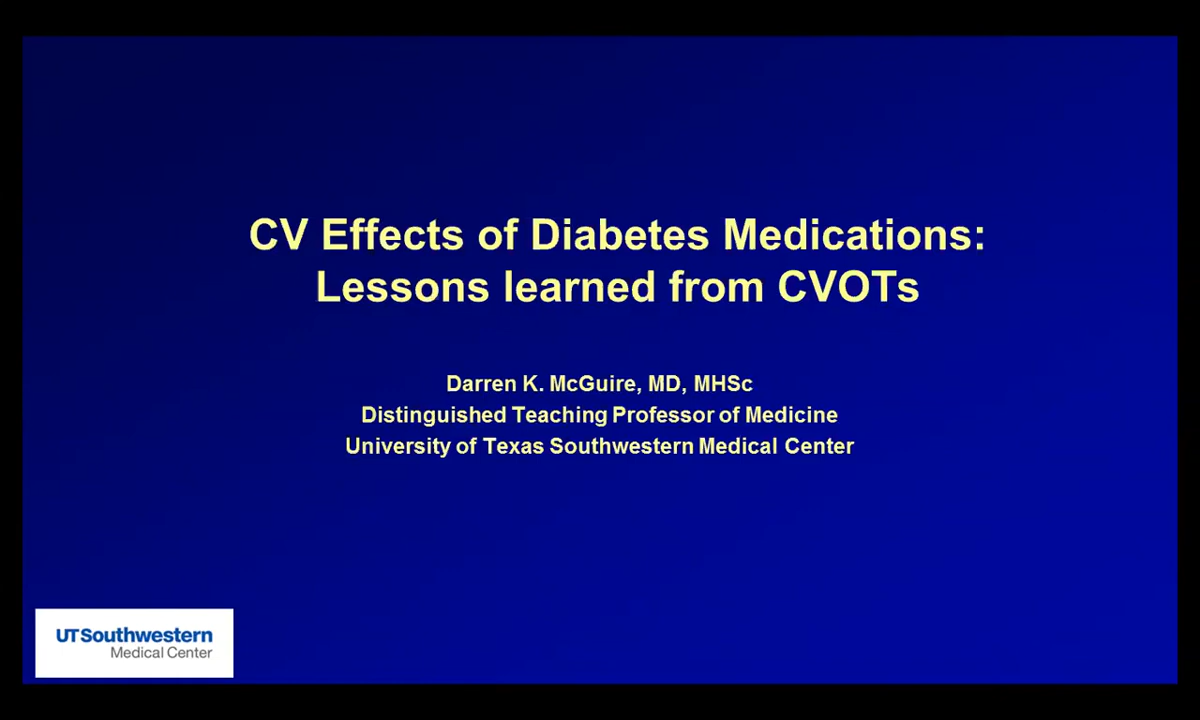 CV Effects of Diabetes Medications:
Lessons learned from CVOTs
Darren K. McGuire, MD, MHSc
Distinguished Teaching Professor of Medicine
University of Texas Southwestern Medical Center
UTSouthwestern
Medical Center